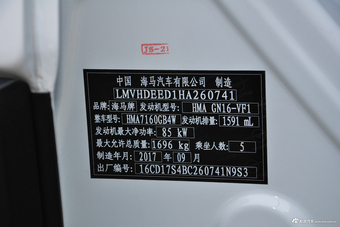 JS-21
中国 海马汽车有限公司 制造
LMVHDEED1HA260741
品牌:海马牌 发动机型号: HMA GN16-VF1
整车型号:HMA7160GB4W 发动机排量:1591 mL
发动机最大净功率: 85 kW
最大允许总质量:1696 kg 乘坐人数: 5
制造年月:2017 年 09 月
出厂编号:16CD17S4BC260741N9S3